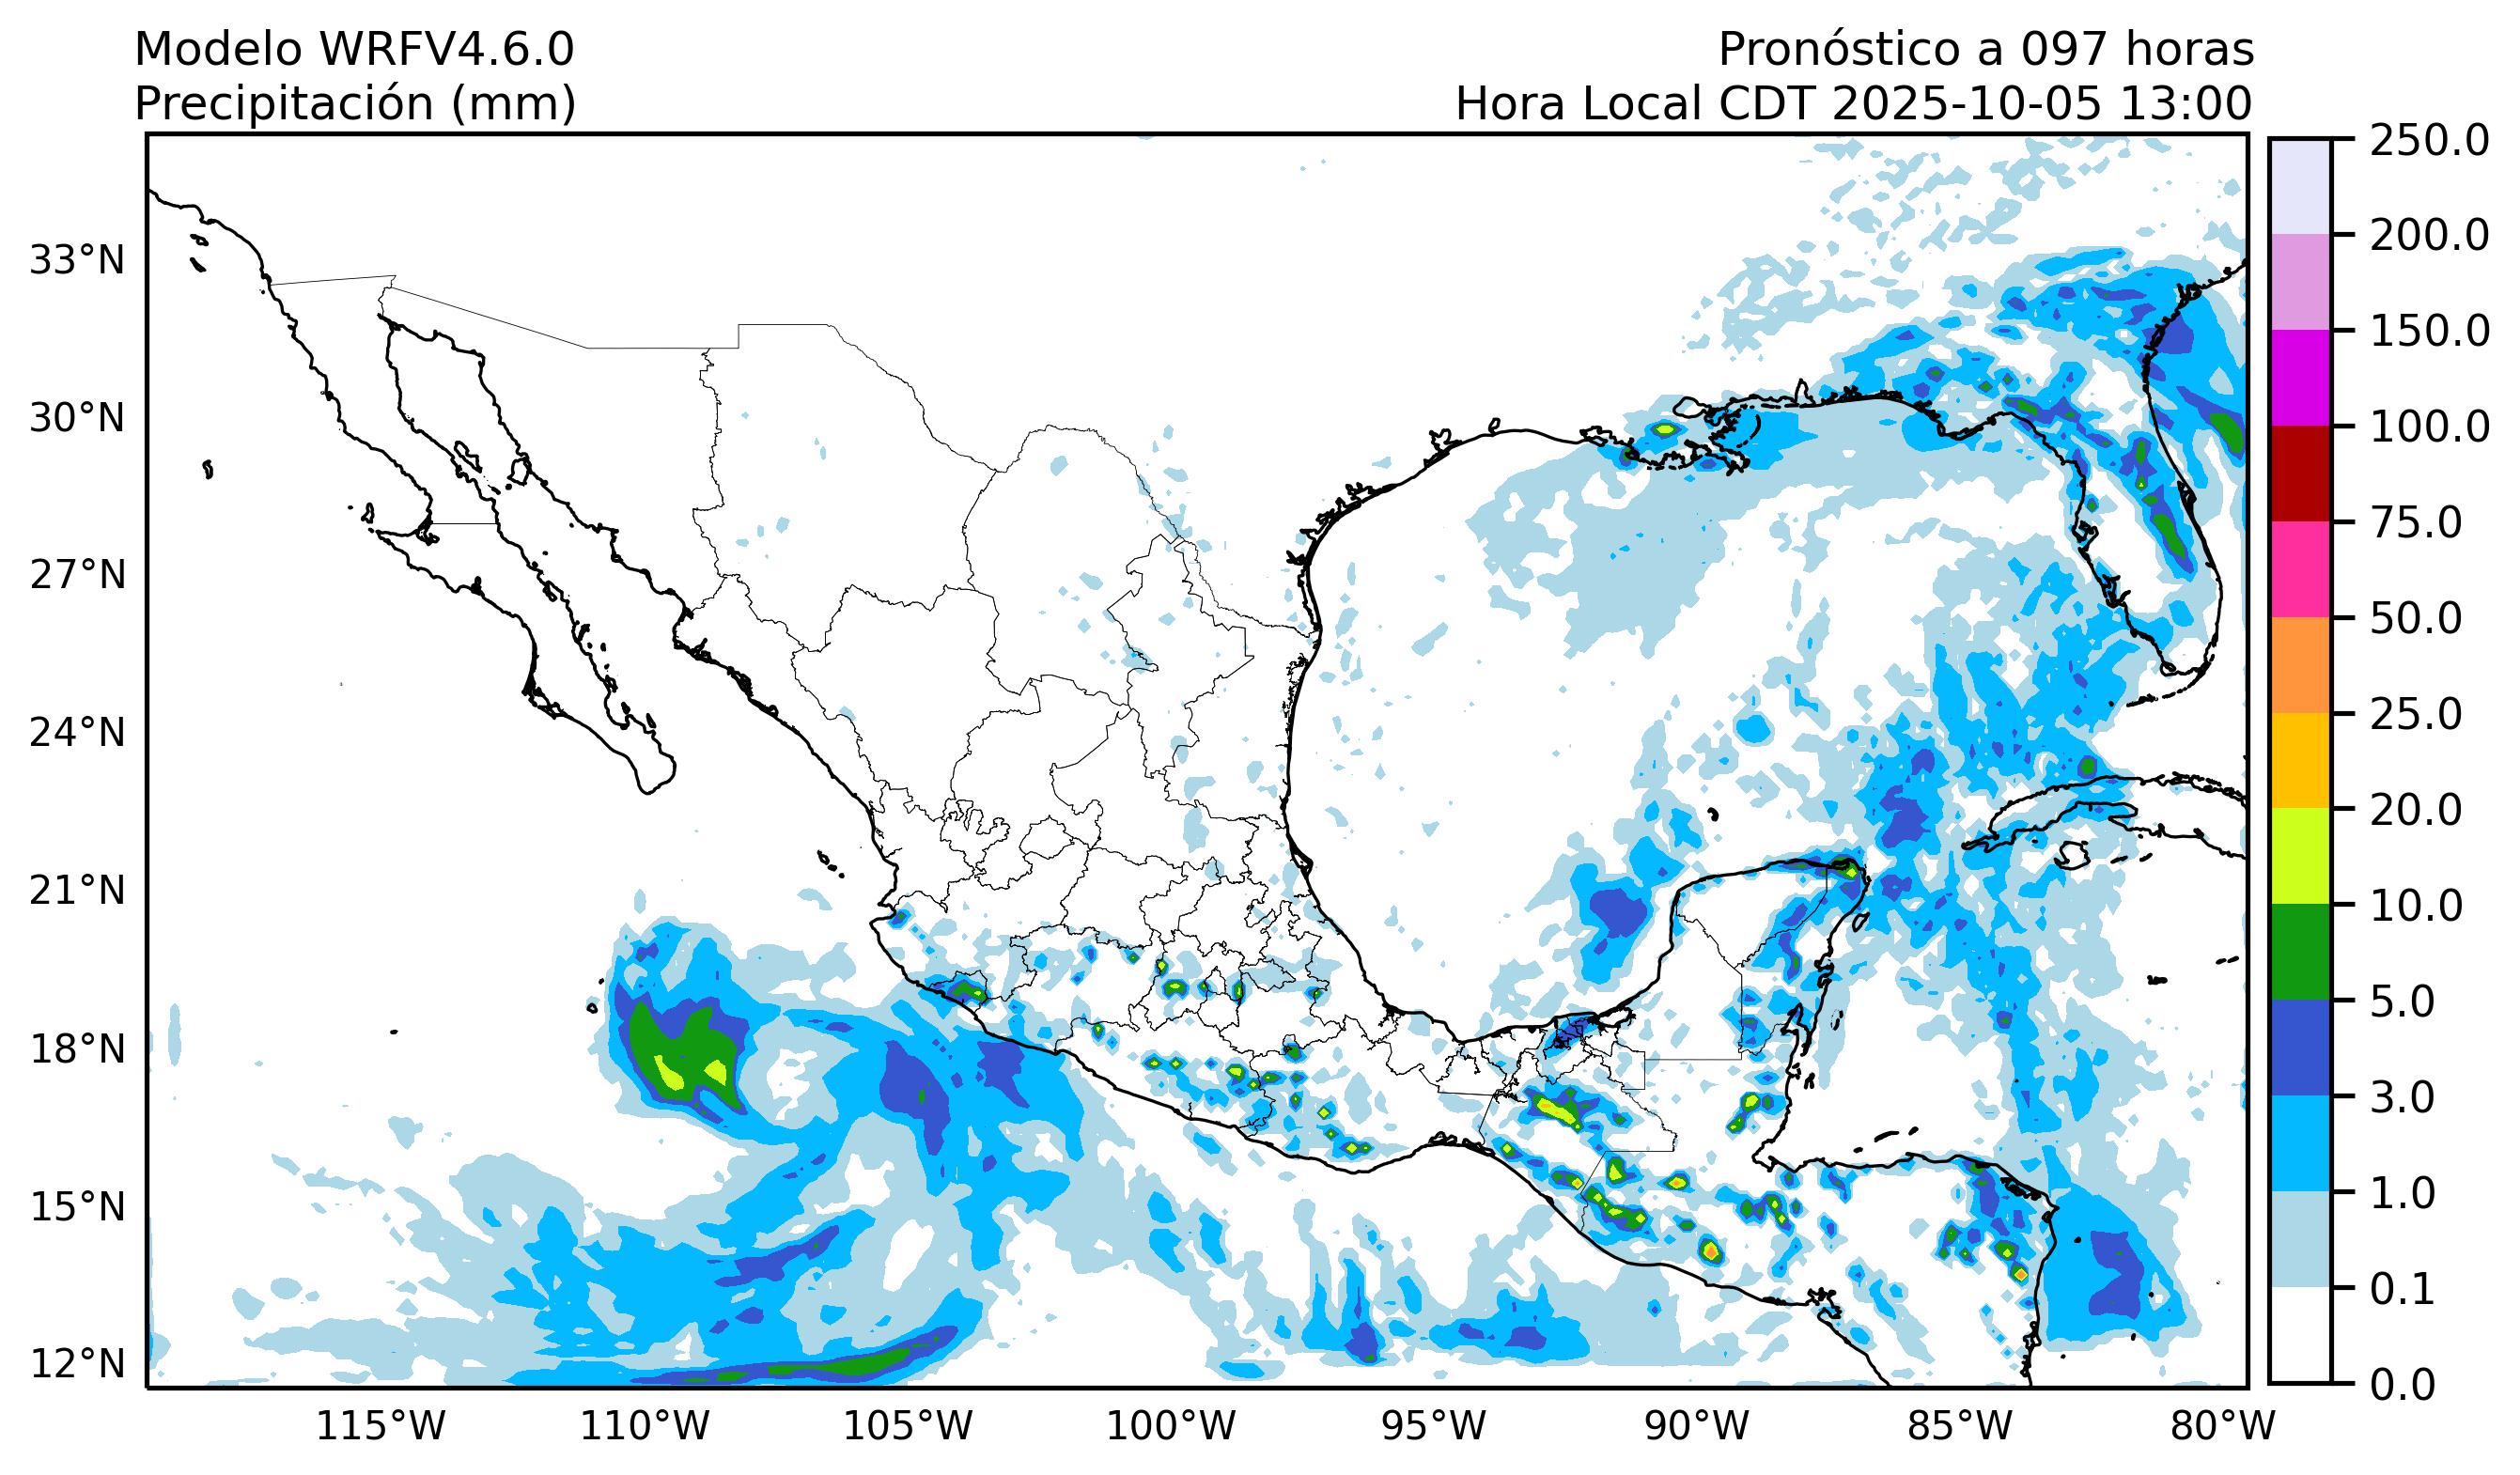 Modelo WRFV4.6.0
Precipitación (mm)
Pronóstico a 097 horas
Hora Local CDT 2025-10-05 13:00
33°N
30°N
27°N
24°N
21°N
18°N
15°N
12°N
115°W
110°W
105°W
100°W
95°W
90°W
85°W
80°W
250.0
200.0
150.0
100.0
75.0
50.0
25.0
20.0
10.0
5.0
3.0
1.0
0.1
0.0